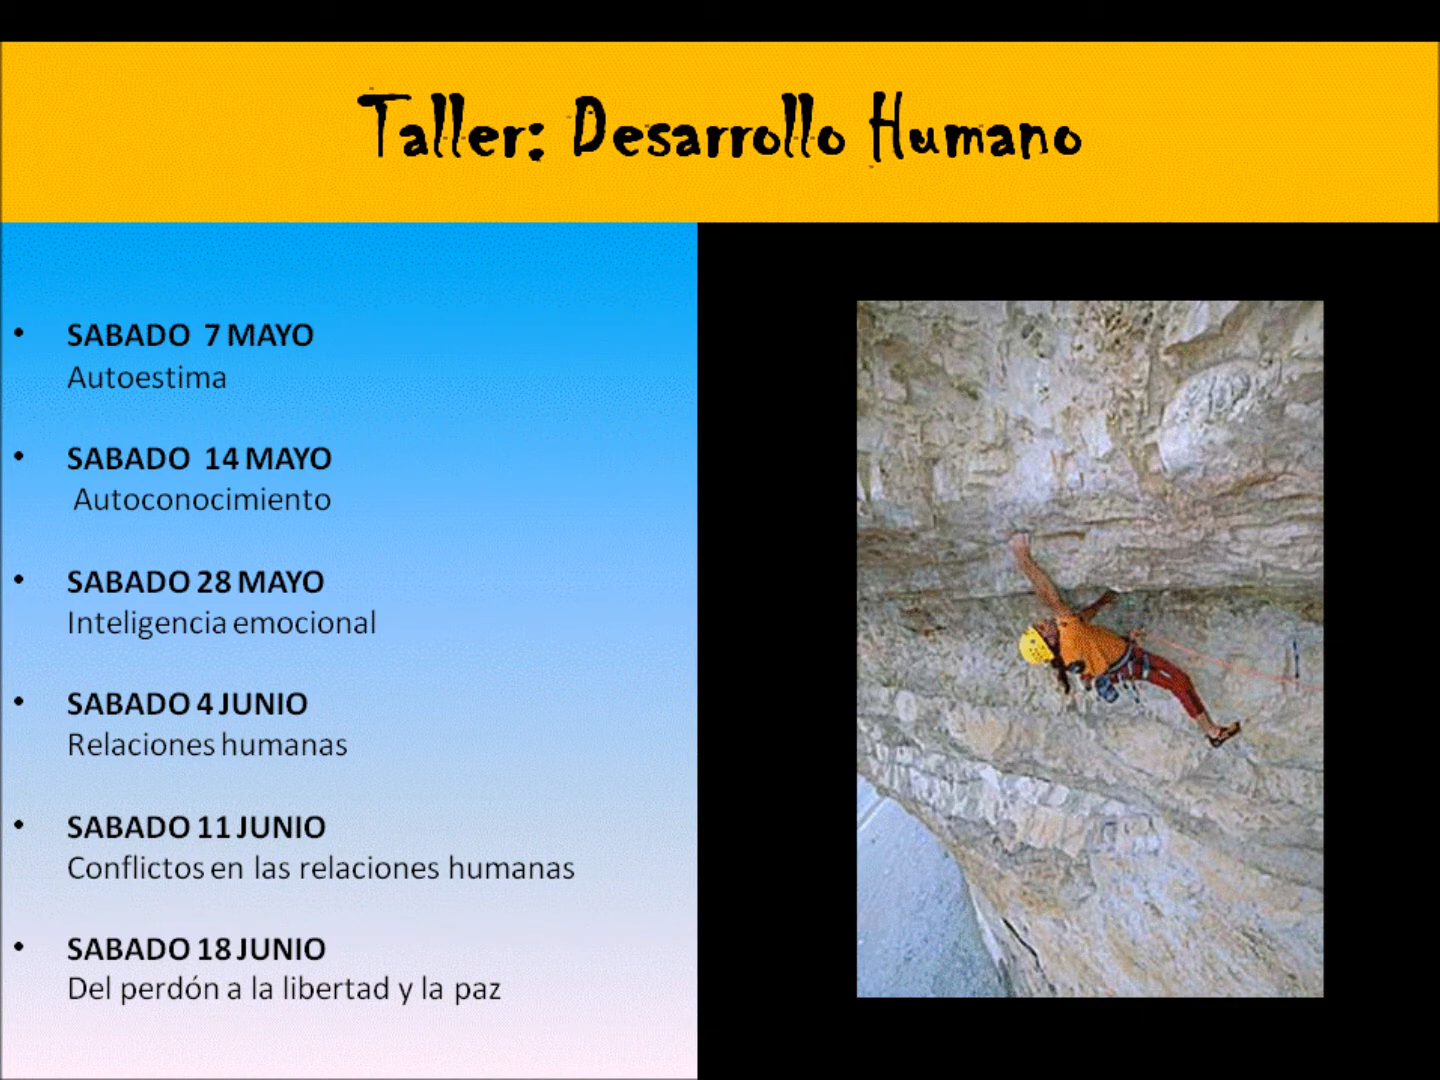 Taller: Desarrollo Humano
• SABADO 7 MAYO
Autoestima
• SABADO 14 MAYO
Autoconocimiento
• SABADO 28 MAYO
Inteligencia emocional
• SABADO 4 JUNIO
Relaciones humanas
• SABADO 11 JUNIO
Conflictos en las relaciones humanas
• SABADO 18 JUNIO
Del perdón a la libertad y la paz